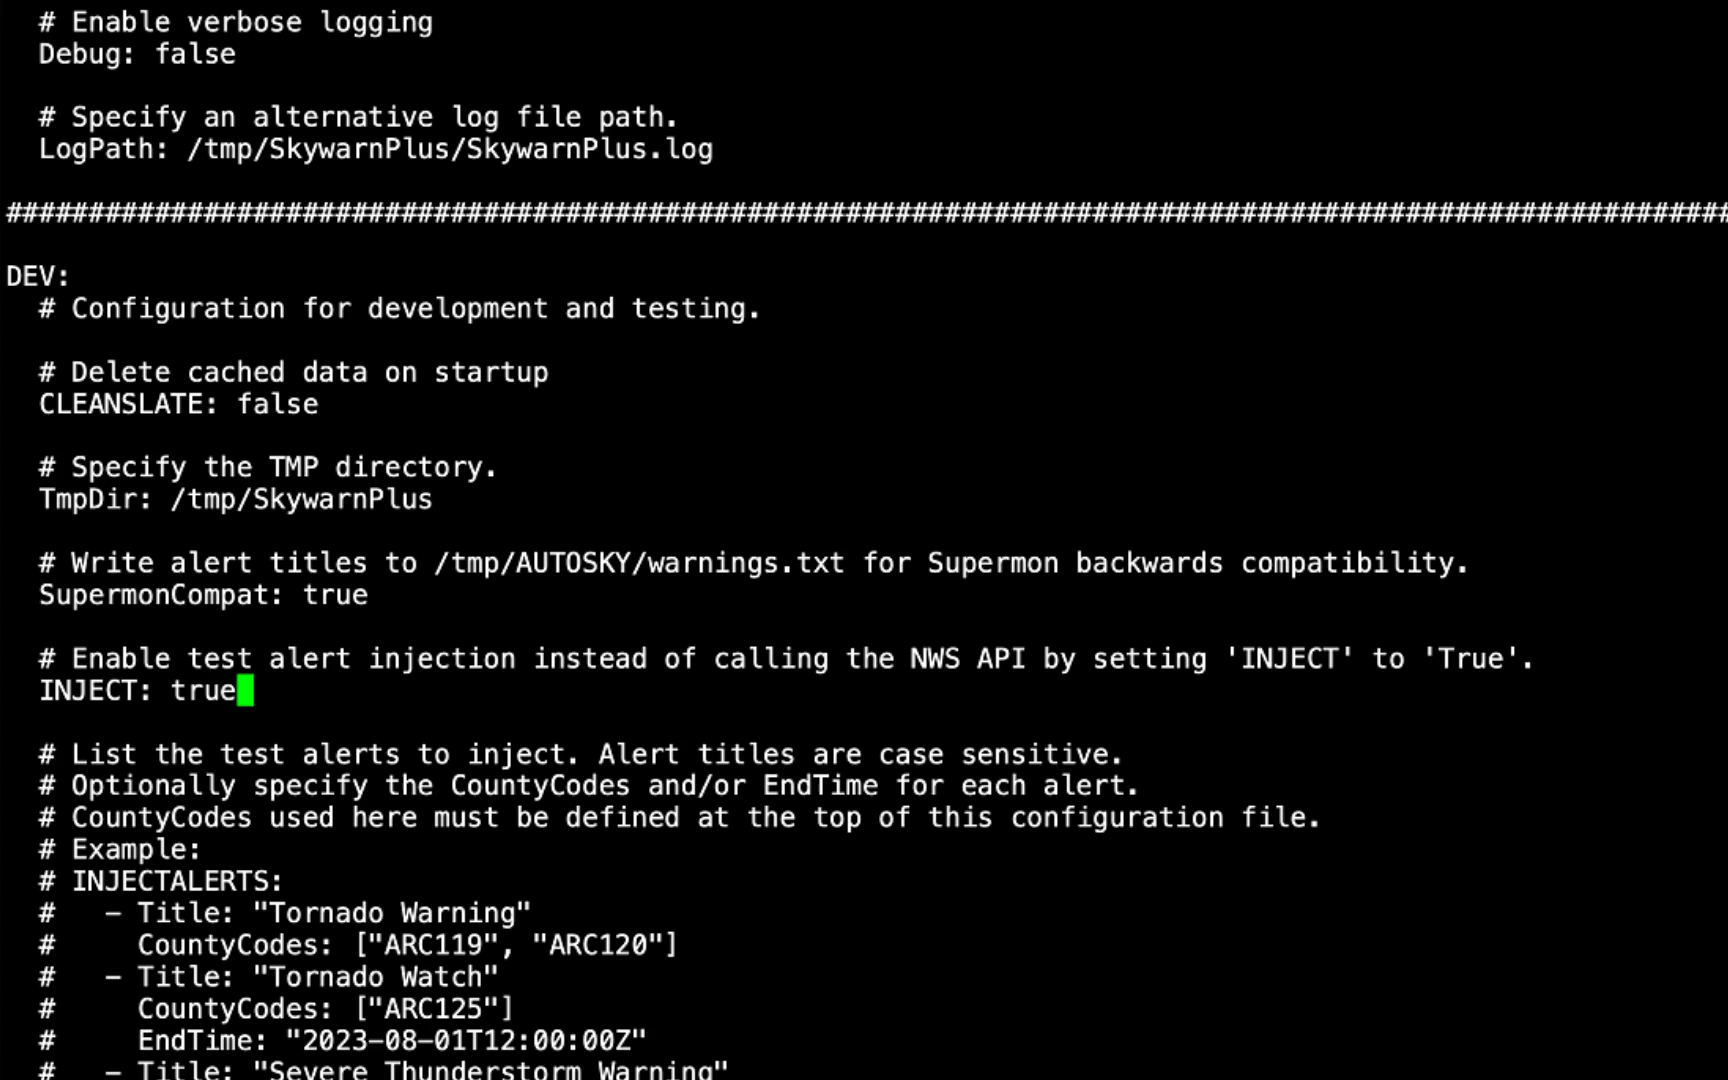 # Enable verbose logging
Debug: false
# Specify an alternative log file path.
LogPath: /tmp/SkywarnPlus/SkywarnPlus.log
#########################################################################################################
DEV:
# Configuration for development and testing.
# Delete cached data on startup
CLEANSLATE: false
# Specify the TMP directory.
TmpDir: /tmp/SkywarnPlus
# Write alert titles to /tmp/AUTOSKY/warnings.txt for Supermon backwards compatibility.
SupermonCompat: true
# Enable test alert injection instead of calling the NWS API by setting 'INJECT' to 'True'.
INJECT: true
# List the test alerts to inject. Alert titles are case sensitive.
# Optionally specify the CountyCodes and/or EndTime for each alert.
# CountyCodes used here must be defined at the top of this configuration file.
# Example:
# INJECTALERTS:
#   - Title: "Tornado Warning"
#     CountyCodes: ["ARC119", "ARC120"]
#   - Title: "Tornado Watch"
#     CountyCodes: ["ARC125"]
#     EndTime: "2023-08-01T12:00:00Z"
#   - Title: "Severe Thunderstorm Warning"